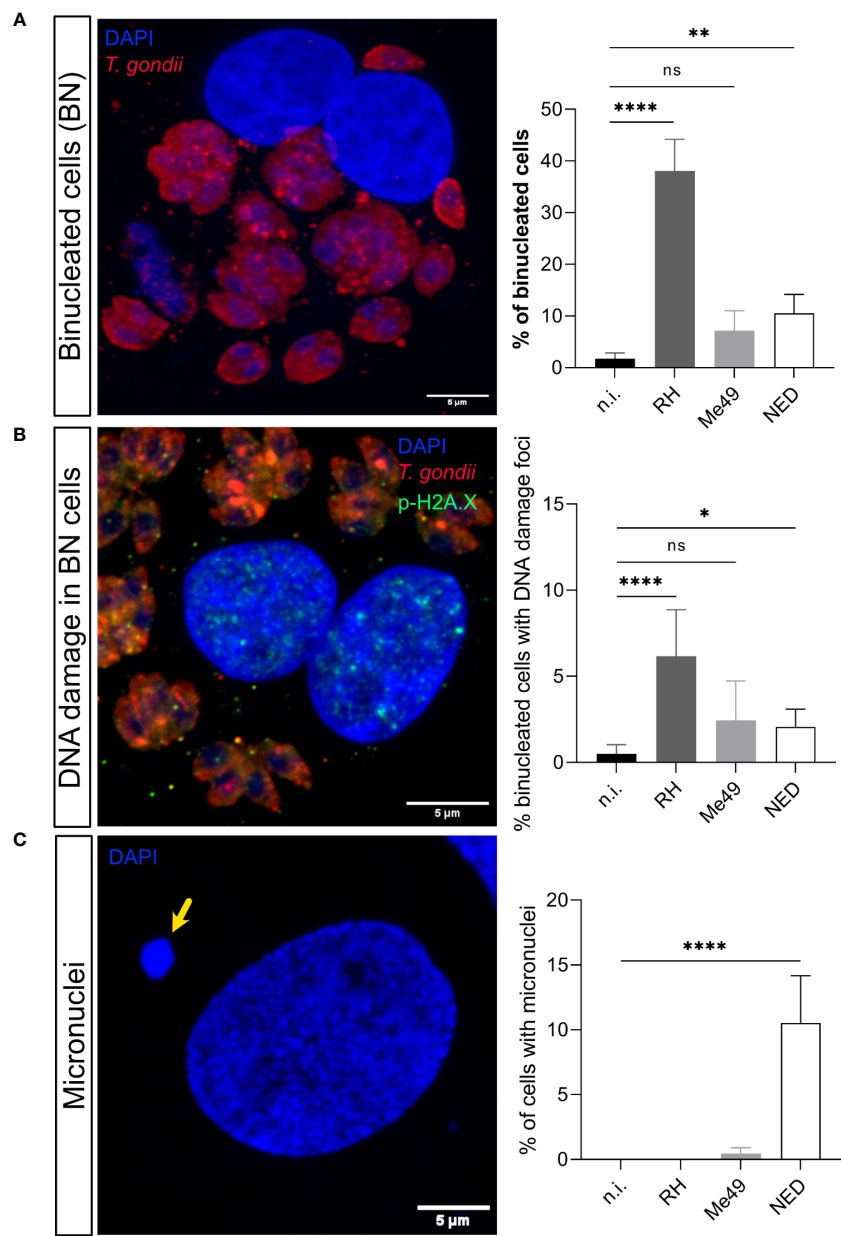 A
Binucleated cells (BN)
DAPI
T. gondii
5 µm
% of binucleated cells
**
ns
****
50
40
30
20
10
0
n.i.
RH
Me49
NED
B
DNA damage in BN cells
DAPI
T. gondii
p-H2A.X
5 µm
% binucleated cells with DNA damage foci
*
ns
****
15
10
5
0
n.i.
RH
Me49
NED
C
Micronuclei
DAPI
5 µm
% of cells with micronuclei
****
20
15
10
5
0
n.i.
RH
Me49
NED